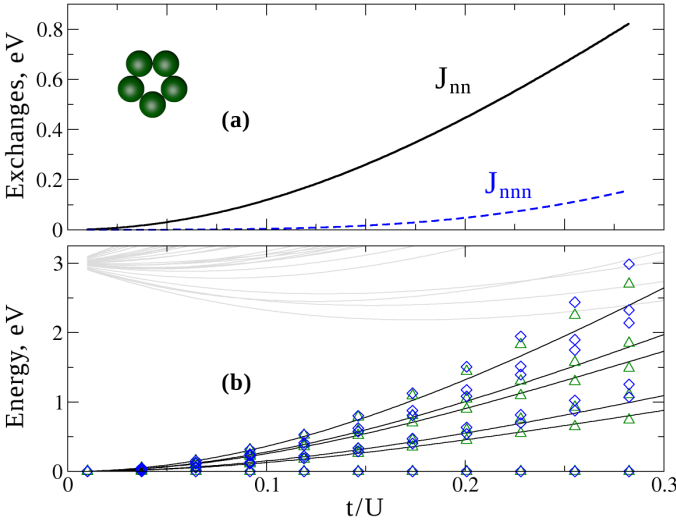 0.8
0.6
0.4
0.2
0
Exchanges, eV
(a)
J_nn
J_nnn
3
2
1
0
Energy, eV
(b)
0 0.1 0.2 0.3
t/U